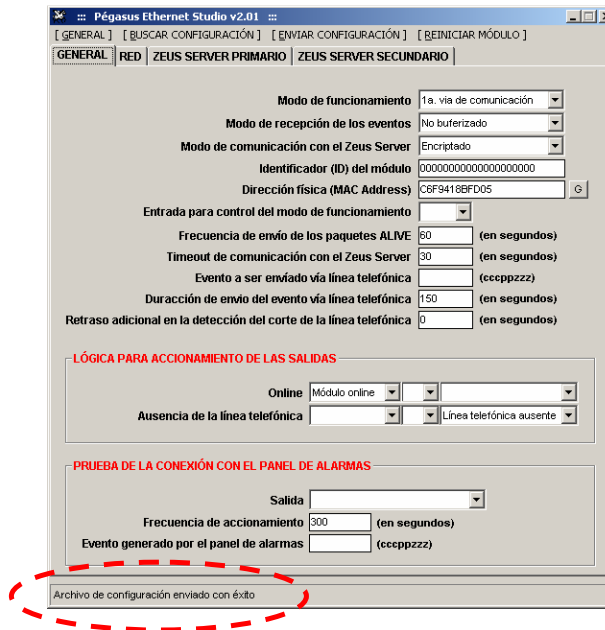 ::: Pégasus Ethernet Studio v2.01 :::
[ GENERAL ] [ BUSCAR CONFIGURACIÓN ] [ ENVIAR CONFIGURACIÓN ] [ REINICIAR MÓDULO ]
GENERAL RED ZEUS SERVER PRIMARIO ZEUS SERVER SECUNDARIO
Modo de funcionamiento 1a. via de comunicación
Modo de recepción de los eventos No buferizado
Modo de comunicación con el Zeus Server Encriptado
Identificador (ID) del módulo 00000000000000000000
Dirección física (MAC Address) C6F9418BFD05 G
Entrada para control del modo de funcionamiento
Frecuencia de envío de los paquetes ALIVE 60 (en segundos)
Timeout de comunicación con el Zeus Server 30 (en segundos)
Evento a ser envíado vía línea telefónica (cccppzzz)
Duracción de envio del evento vía línea telefónica 150 (en segundos)
Retraso adicional en la detección del corte de la línea telefónica 0 (en segundos)
LÓGICA PARA ACCIONAMIENTO DE LAS SALIDAS
Online Módulo online
Ausencia de la línea telefónica Línea telefónica ausente
PRUEBA DE LA CONEXIÓN CON EL PANEL DE ALARMAS
Salida
Frecuencia de accionamiento 300 (en segundos)
Evento generado por el panel de alarmas (cccppzzz)
Archivo de configuración enviado con éxito